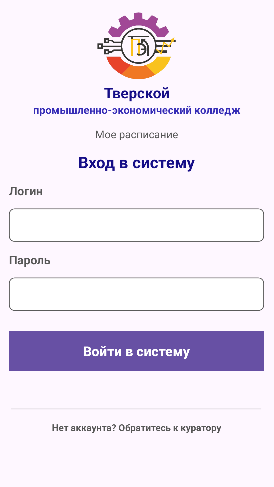 Тверской
промышленно-экономический колледж
Мое расписание
Вход в систему
Логин
Пароль
Войти в систему
Нет аккаунта? Обратитесь к куратору